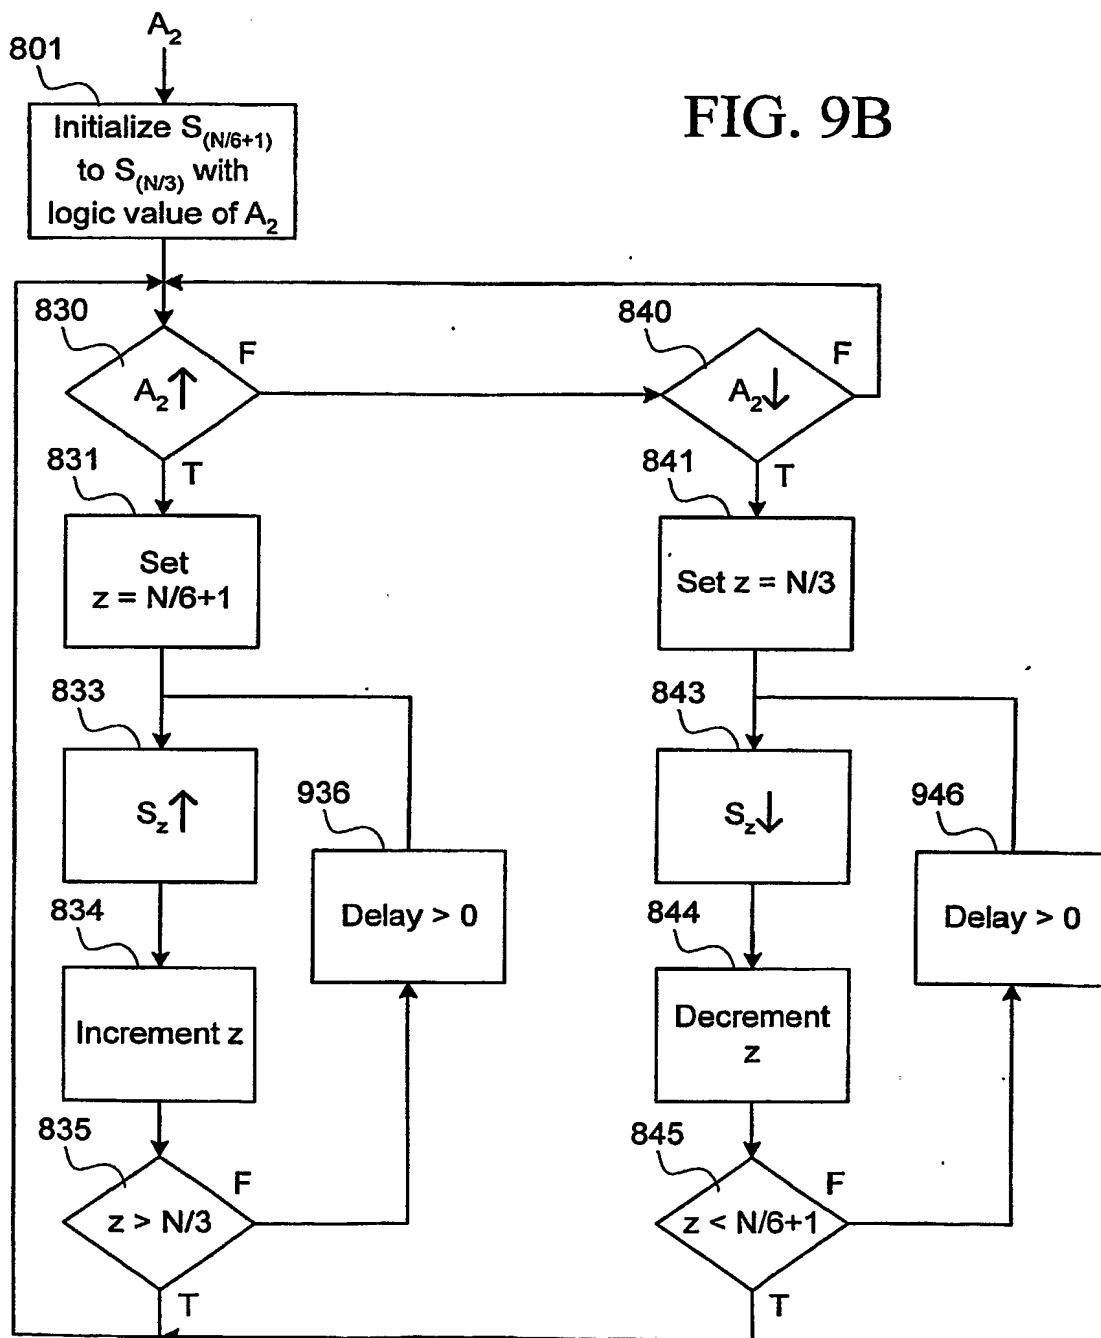 A₂
801
FIG. 9B
Initialize S₍N/6+1₎
to S₍N/3₎ with
logic value of A₂
830
F
A₂↑
T
840
F
A₂↓
T
831
Set
z = N/6+1
841
Set z = N/3
833
S_z↑
936
Delay > 0
843
S_z↓
946
Delay > 0
834
Increment z
844
Decrement
z
835
F
z > N/3
T
845
F
z < N/6+1
T